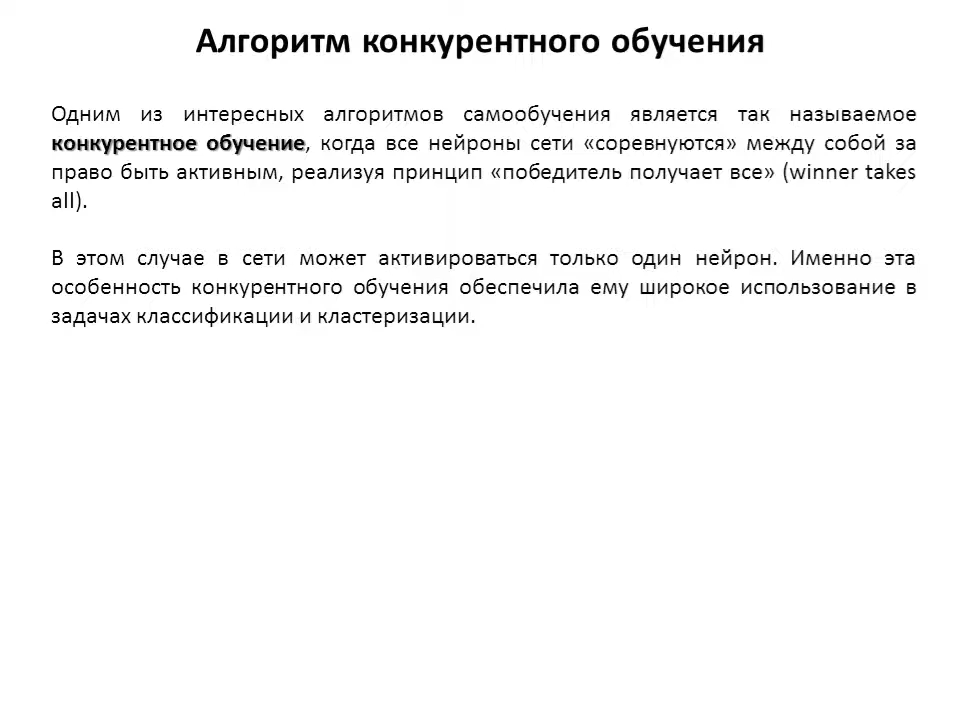 Алгоритм конкурентного обучения
Одним из интересных алгоритмов самообучения является так называемое
конкурентное обучение, когда все нейроны сети «соревнуются» между собой за
право быть активным, реализуя принцип «победитель получает все» (winner takes
all).
В этом случае в сети может активироваться только один нейрон. Именно эта
особенность конкурентного обучения обеспечила ему широкое использование в
задачах классификации и кластеризации.